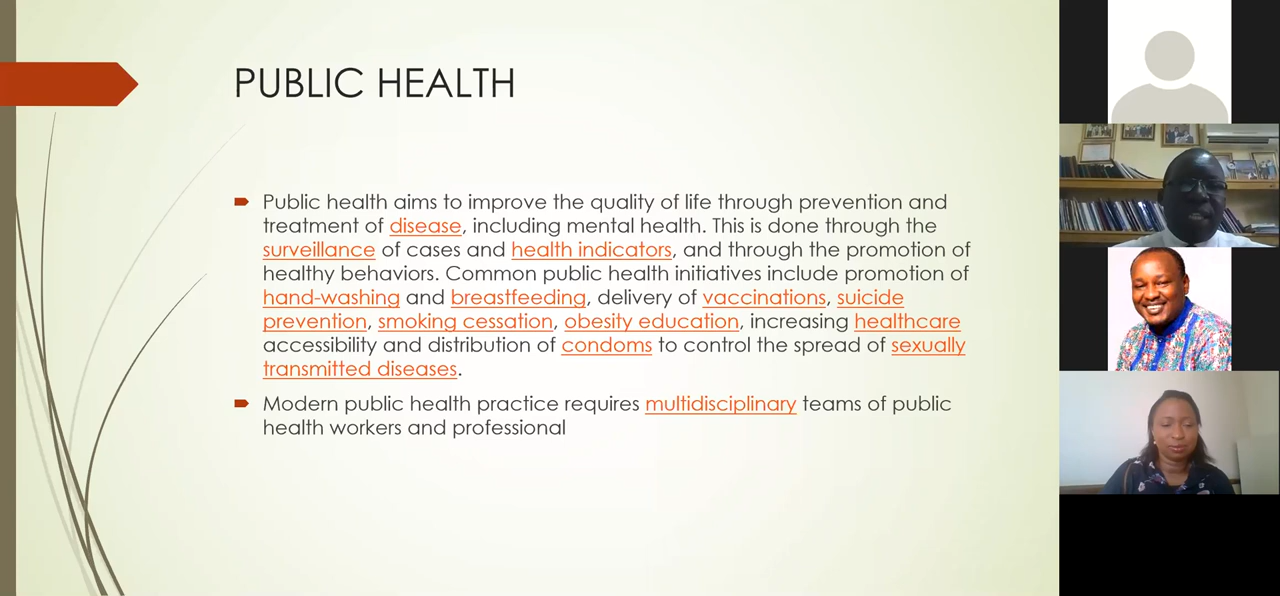 PUBLIC HEALTH
Public health aims to improve the quality of life through prevention and
treatment of disease, including mental health. This is done through the
surveillance of cases and health indicators, and through the promotion of
healthy behaviors. Common public health initiatives include promotion of
hand-washing and breastfeeding, delivery of vaccinations, suicide
prevention, smoking cessation, obesity education, increasing healthcare
accessibility and distribution of condoms to control the spread of sexually
transmitted diseases.
Modern public health practice requires multidisciplinary teams of public
health workers and professional